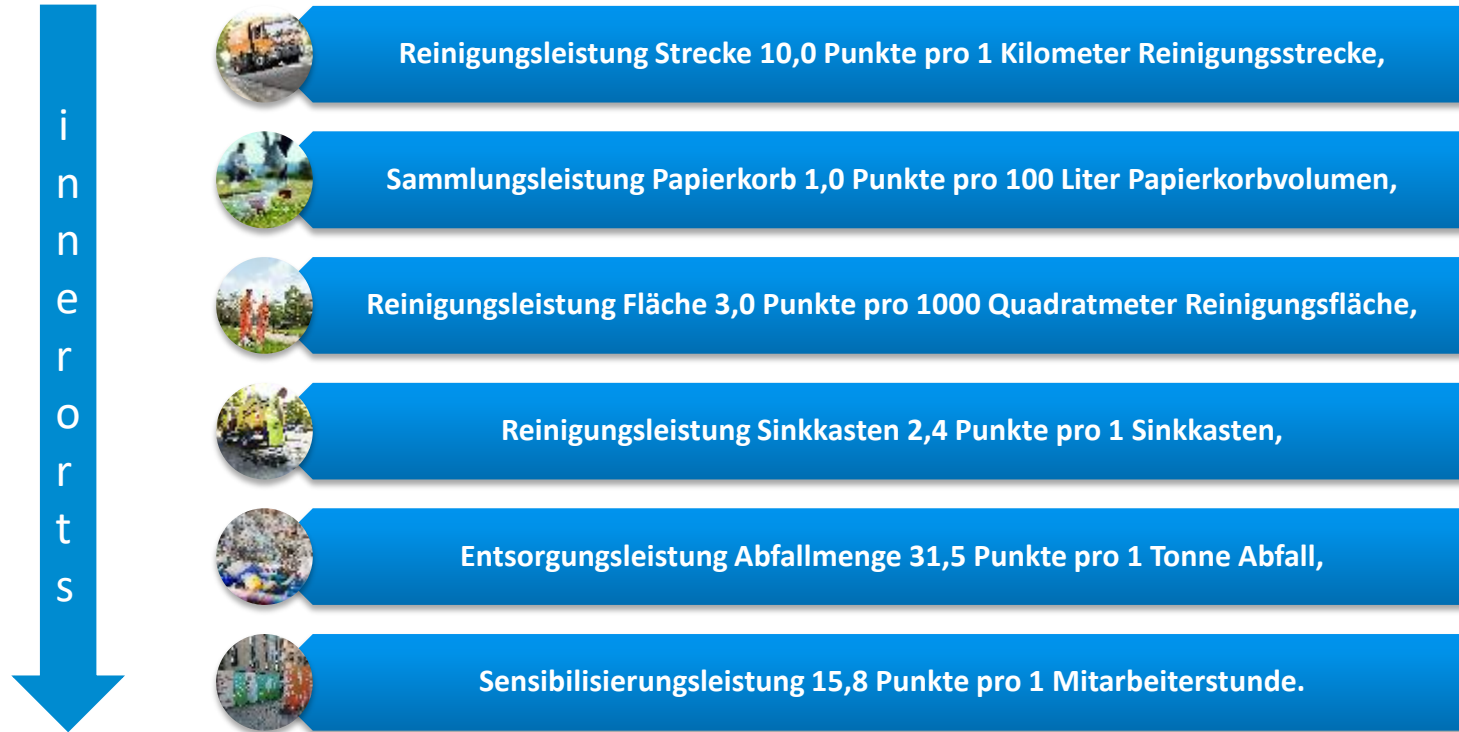 innerorts
Reinigungsleistung Strecke 10,0 Punkte pro 1 Kilometer Reinigungsstrecke,
Sammlungsleistung Papierkorb 1,0 Punkte pro 100 Liter Papierkorbvolumen,
Reinigungsleistung Fläche 3,0 Punkte pro 1000 Quadratmeter Reinigungsfläche,
Reinigungsleistung Sinkkasten 2,4 Punkte pro 1 Sinkkasten,
Entsorgungsleistung Abfallmenge 31,5 Punkte pro 1 Tonne Abfall,
Sensibilisierungsleistung 15,8 Punkte pro 1 Mitarbeiterstunde.